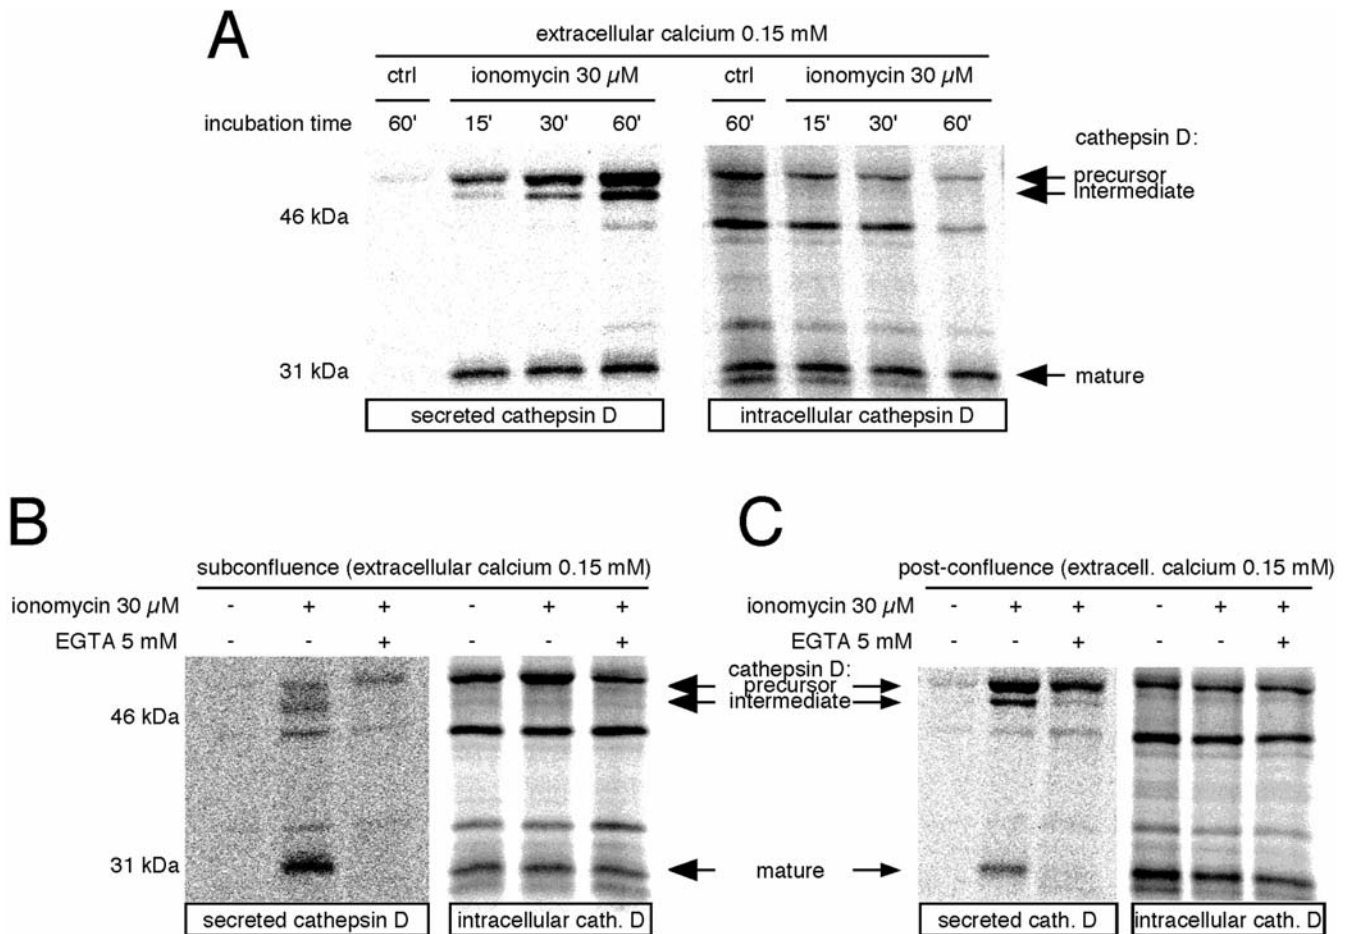 A
extracellular calcium 0.15 mM
ctrl ionomycin 30 µM ctrl ionomycin 30 µM
incubation time 60' 15' 30' 60' 60' 15' 30' 60'
cathepsin D:
precursor
Intermediate
46 kDa
31 kDa
mature
secreted cathepsin D intracellular cathepsin D
B
subconfluence (extracellular calcium 0.15 mM)
ionomycin 30 µM - + + - + +
EGTA 5 mM - - + - - +
46 kDa
31 kDa
secreted cathepsin D intracellular cath. D
cathepsin D:
precursor
intermediate
mature
C
post-confluence (extracell. calcium 0.15 mM)
ionomycin 30 µM - + + - + +
EGTA 5 mM - - + - - +
secreted cath. D intracellular cath. D